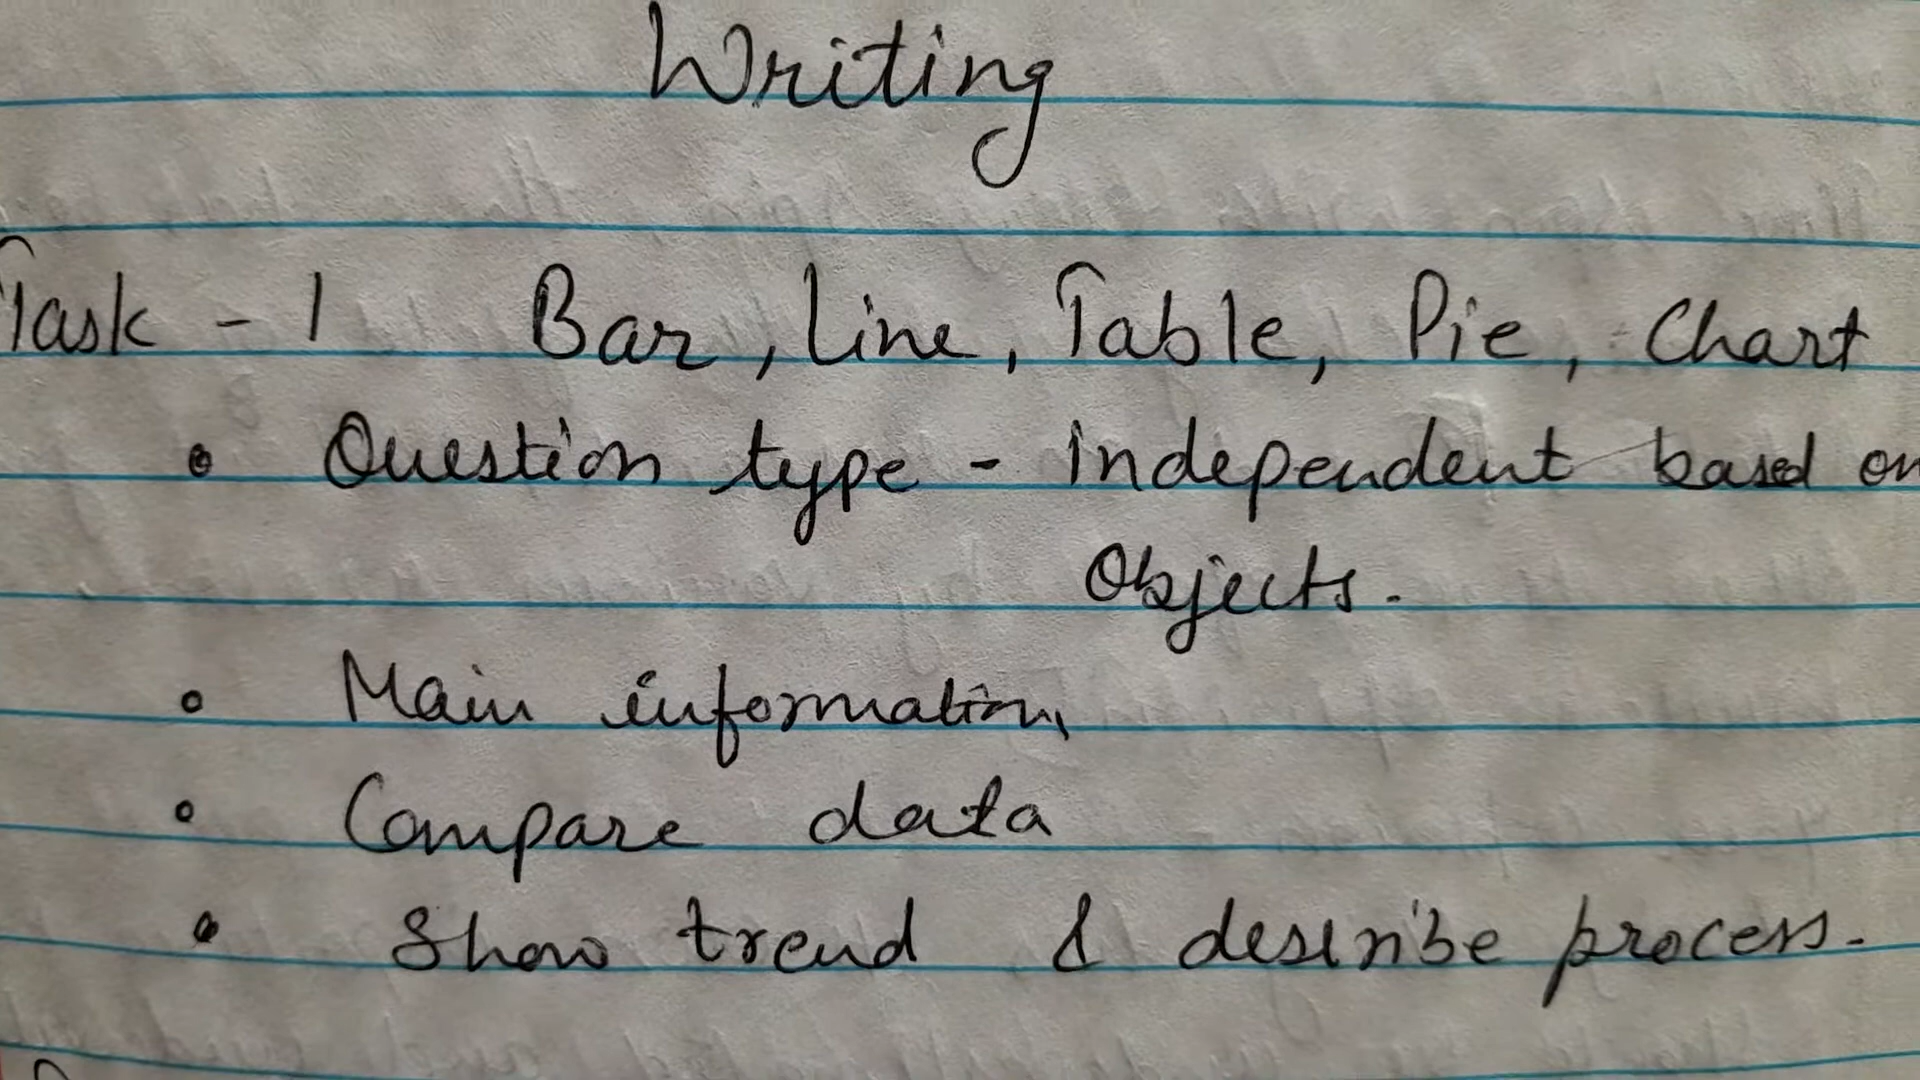 Writing
Task - 1 Bar, Line, Table, Pie, Chart
• Question type - independent based on
Objects.
• Main information
• Compare data
• Show trend & describe process.